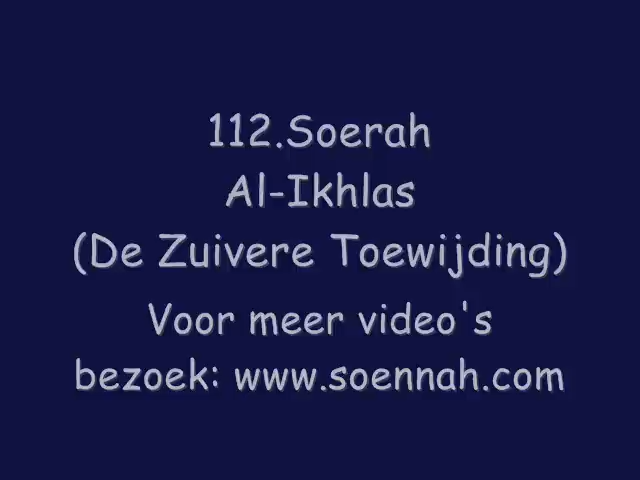 112.Soerah
Al-Ikhlas
(De Zuivere Toewijding)
Voor meer video's
bezoek: www.soennah.com